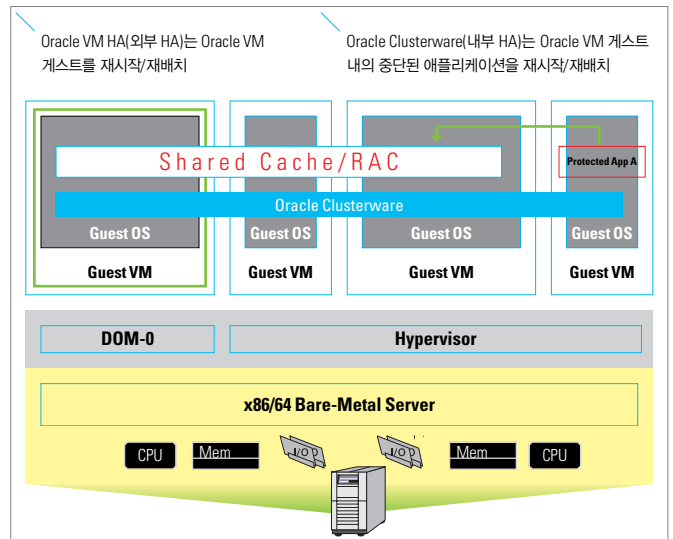 Oracle VM HA(외부 HA)는 Oracle VM
게스트를 재시작/재배치
Oracle Clusterware(내부 HA)는 Oracle VM 게스트
내의 중단된 애플리케이션을 재시작/재배치
Shared Cache/RAC
Protected App A
Oracle Clusterware
Guest OS
Guest OS
Guest OS
Guest OS
Guest VM
Guest VM
Guest VM
Guest VM
DOM-0
Hypervisor
x86/64 Bare-Metal Server
CPU
Mem
I/O
I/O
Mem
CPU